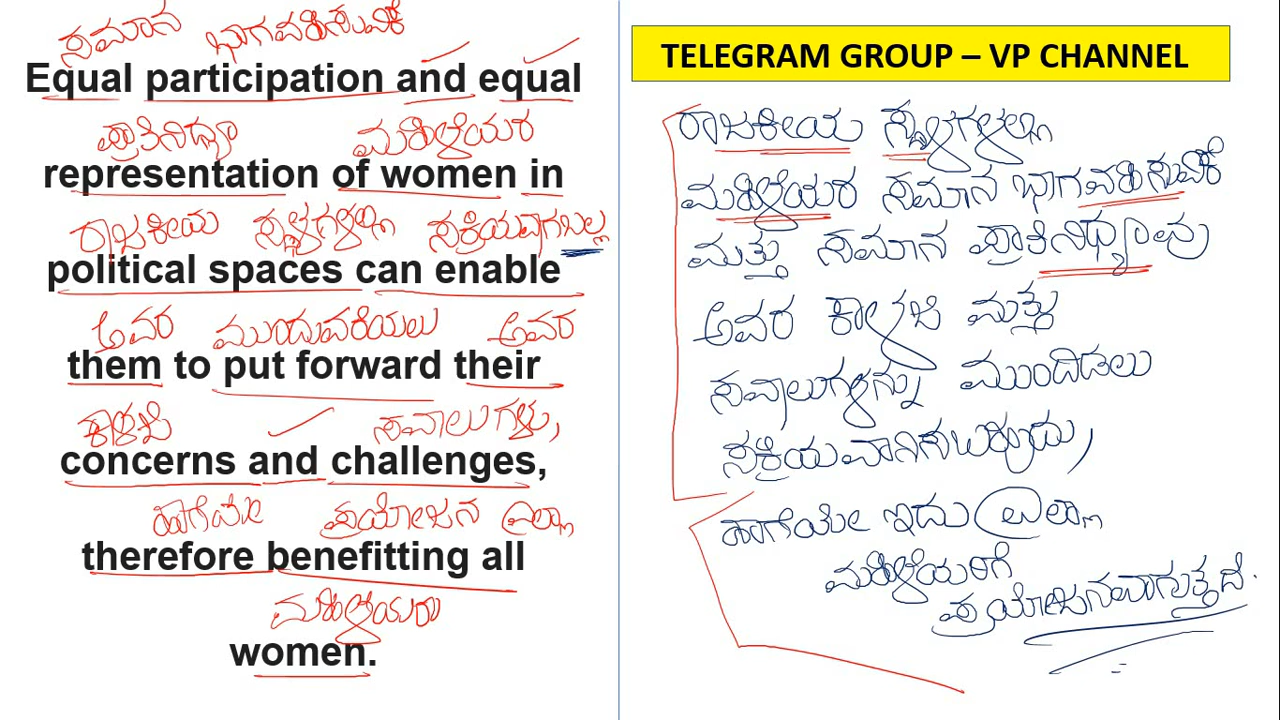 ಸಮಾನ ಭಾಗವಹಿಸುವಿಕೆ
Equal participation and equal
ಪ್ರಾತಿನಿಧ್ಯಾ ಮಹಿಳೆಯರ
representation of women in
ರಾಜಕೀಯ ಸ್ಥಳಗಳಲ್ಲಿ ಸಕ್ರಿಯವಾಗಬಲ್ಲ
political spaces can enable
ಅವರ ಮುಂದುವರಿಯಲು ಅವರ
them to put forward their
ಕಾಳಜಿ ಸವಾಲುಗಳು,
concerns and challenges,
ಹಾಗೆಯೇ ಪ್ರಯೋಜನ ಎಲ್ಲಾ
therefore benefitting all
ಮಹಿಳೆಯರು
women.
TELEGRAM GROUP – VP CHANNEL
ರಾಜಕೀಯ ಸ್ಥಳಗಳಲ್ಲಿ
ಮಹಿಳೆಯರ ಸಮಾನ ಭಾಗವಹಿಸುವಿಕೆ
ಮತ್ತು ಸಮಾನ ಪ್ರಾತಿನಿಧ್ಯಾವು
ಅವರ ಕಾಳಜಿ ಮತ್ತು
ಸವಾಲುಗಳನ್ನು ಮುಂದಿಡಲು
ಸಕ್ರಿಯವಾಗಿಸಬಹುದು,
ಹಾಗೆಯೇ ಇದು ಎಲ್ಲಾ
ಮಹಿಳೆಯರಿಗೆ
ಪ್ರಯೋಜನವಾಗುತ್ತದೆ.